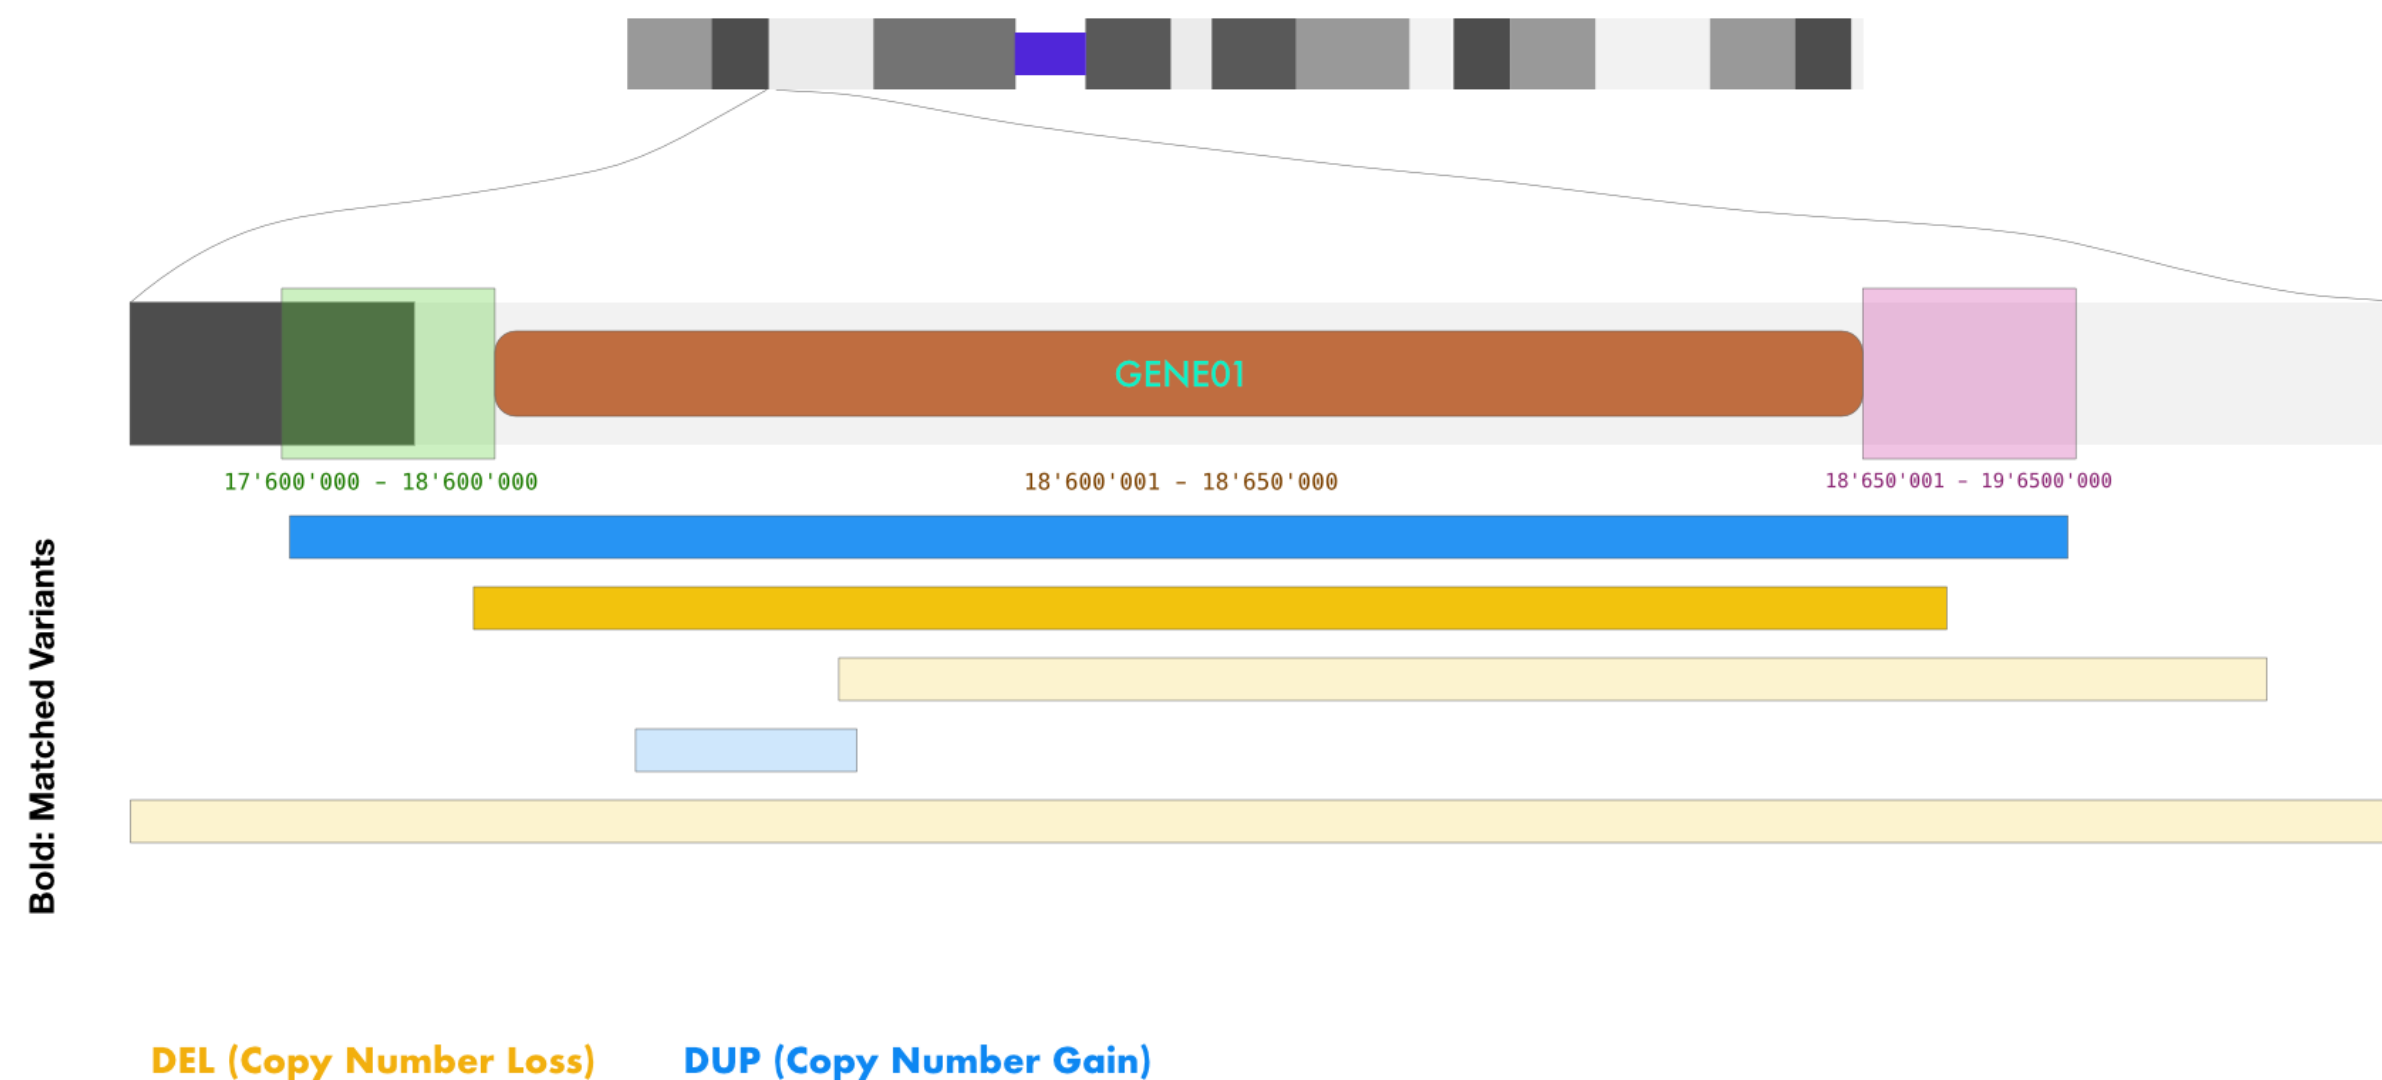 GENE01
17'600'000 - 18'600'000
18'600'001 - 18'650'000
18'650'001 - 19'6500'000
Bold: Matched Variants
DEL (Copy Number Loss)
DUP (Copy Number Gain)